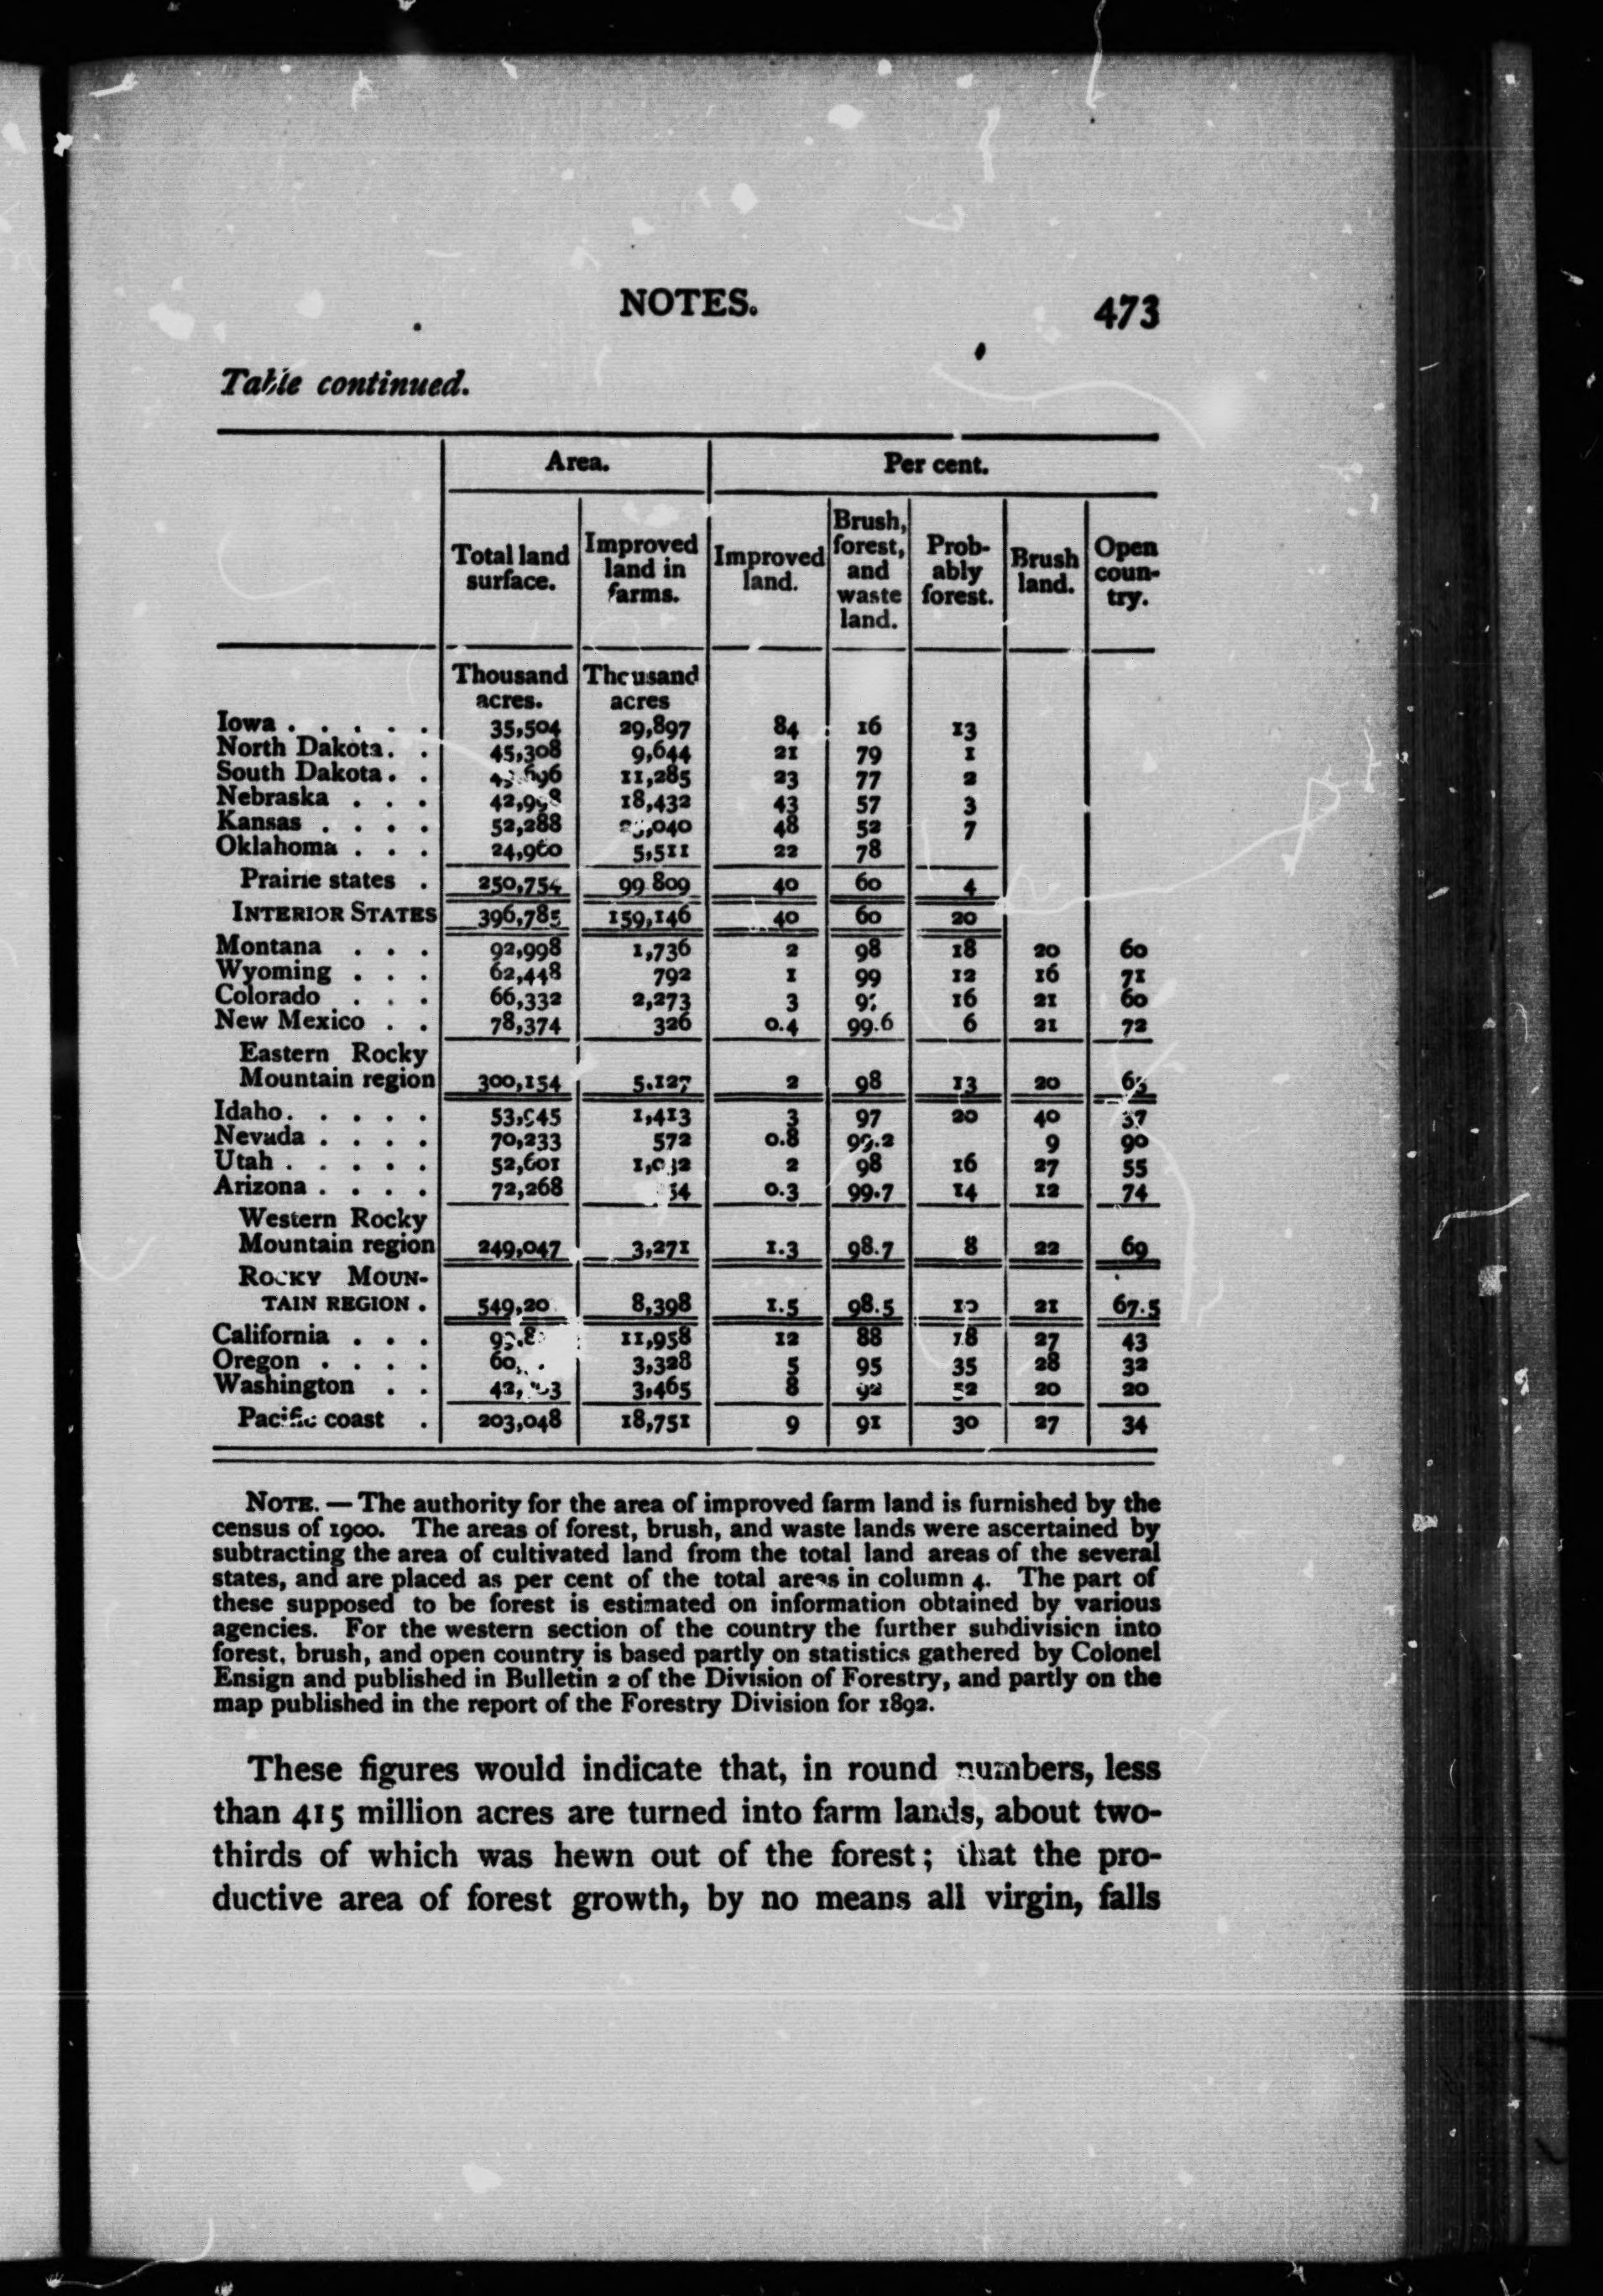 NOTES.
473
Table continued.
Area.
Per cent.
Total land surface.
Improved land in farms.
Improved land.
Brush, forest, and waste land.
Probably forest.
Brush land.
Open country.
Thousand acres.
Thousand acres
Iowa . . . . . 35,504 29,897 84 16 13
North Dakota . . 45,308 9,644 21 79 1
South Dakota . . 11,285 23 77 2
Nebraska . . . 42,998 18,432 43 57 3
Kansas . . . . 52,288 48 52 7
Oklahoma . . . 24,960 5,511 22 78
Prairie states . 250,754 99 809 40 60 4
INTERIOR STATES 396,785 159,146 40 60 20
Montana . . . 92,998 1,736 2 98 18 20 60
Wyoming . . . 62,448 792 1 99 12 16 71
Colorado . . . 66,332 2,273 3 16 21 60
New Mexico . . 78,374 326 0.4 99.6 6 21 72
Eastern Rocky
Mountain region 300,154 5.127 2 98 13 20
Idaho . . . . . 1,413 3 97 20 40 37
Nevada . . . . 70,233 572 0.8 99.2 9 90
Utah . . . . . 52,601 2 98 16 27 55
Arizona . . . . 72,268 0.3 99.7 14 12 74
Western Rocky
Mountain region 249,047 3,271 1.3 98.7 8 22 69
ROCKY MOUN-
TAIN REGION . 8,398 1.5 98.5 21 67.5
California . . . 11,958 12 88 18 27 43
Oregon . . . . 3,328 5 95 35 28 32
Washington . . 3,465 8 92 52 20 20
Pacific coast . 203,048 18,751 9 91 30 27 34
NOTE. — The authority for the area of improved farm land is furnished by the
census of 1900. The areas of forest, brush, and waste lands were ascertained by
subtracting the area of cultivated land from the total land areas of the several
states, and are placed as per cent of the total areas in column 4. The part of
these supposed to be forest is estimated on information obtained by various
agencies. For the western section of the country the further subdivision into
forest, brush, and open country is based partly on statistics gathered by Colonel
Ensign and published in Bulletin 2 of the Division of Forestry, and partly on the
map published in the report of the Forestry Division for 1892.
These figures would indicate that, in round numbers, less
than 415 million acres are turned into farm lands, about two-
thirds of which was hewn out of the forest; that the pro-
ductive area of forest growth, by no means all virgin, falls